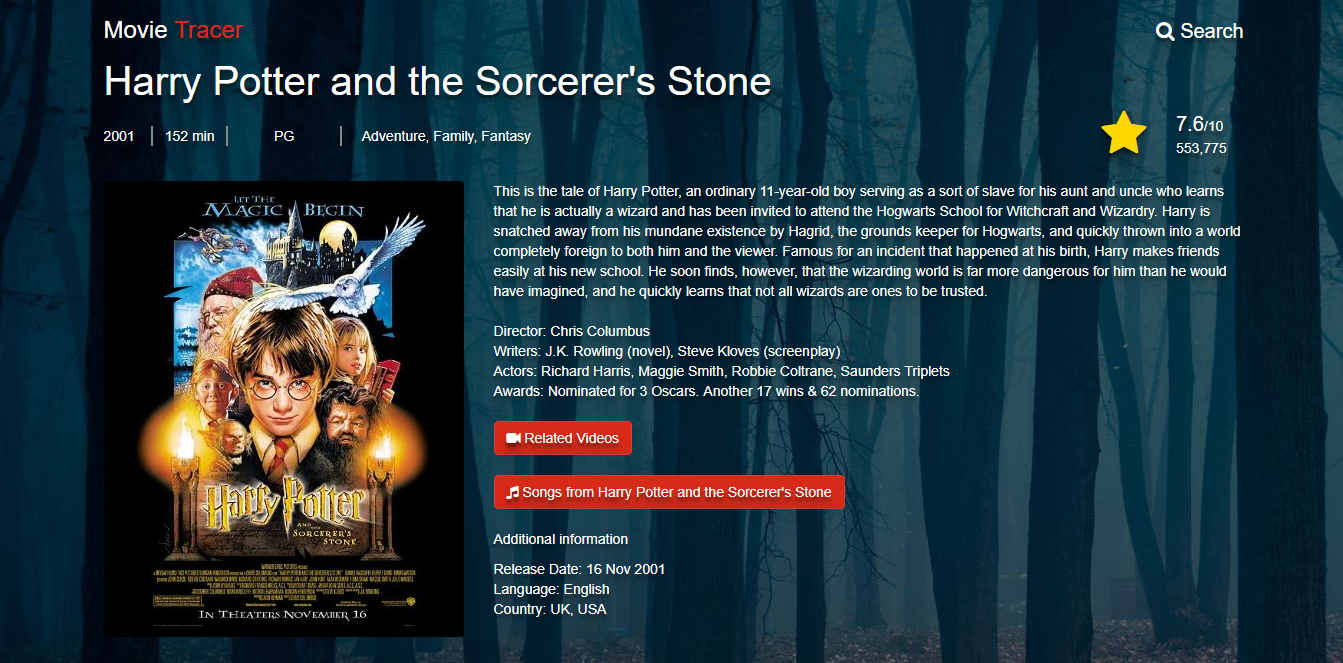 Movie Tracer
Search
Harry Potter and the Sorcerer's Stone
2001 | 152 min | PG | Adventure, Family, Fantasy
7.6/10
553,775
LET THE
MAGIC BEGIN
Harry Potter
AND THE
SORCERER'S
STONE
IN THEATERS NOVEMBER 16
This is the tale of Harry Potter, an ordinary 11-year-old boy serving as a sort of slave for his aunt and uncle who learns
that he is actually a wizard and has been invited to attend the Hogwarts School for Witchcraft and Wizardry. Harry is
snatched away from his mundane existence by Hagrid, the grounds keeper for Hogwarts, and quickly thrown into a world
completely foreign to both him and the viewer. Famous for an incident that happened at his birth, Harry makes friends
easily at his new school. He soon finds, however, that the wizarding world is far more dangerous for him than he would
have imagined, and he quickly learns that not all wizards are ones to be trusted.
Director: Chris Columbus
Writers: J.K. Rowling (novel), Steve Kloves (screenplay)
Actors: Richard Harris, Maggie Smith, Robbie Coltrane, Saunders Triplets
Awards: Nominated for 3 Oscars. Another 17 wins & 62 nominations.
Related Videos
Songs from Harry Potter and the Sorcerer's Stone
Additional information
Release Date: 16 Nov 2001
Language: English
Country: UK, USA